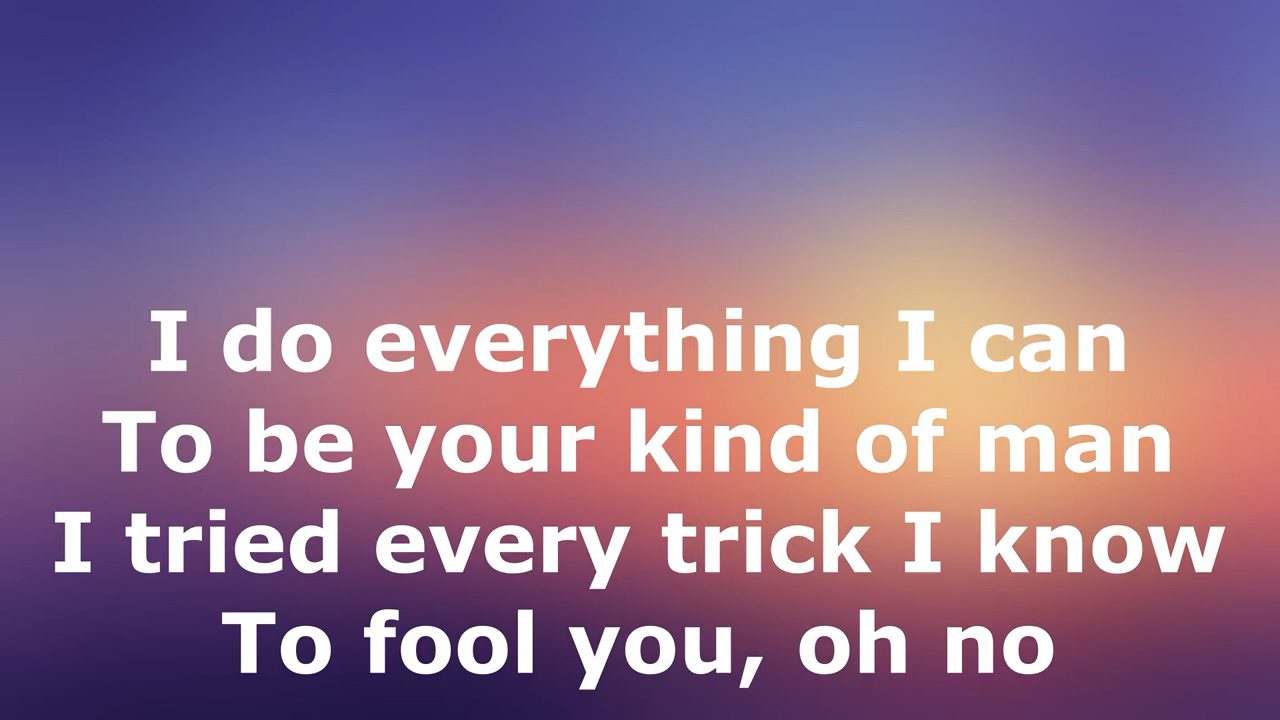 I do everything I can
To be your kind of man
I tried every trick I know
To fool you, oh no